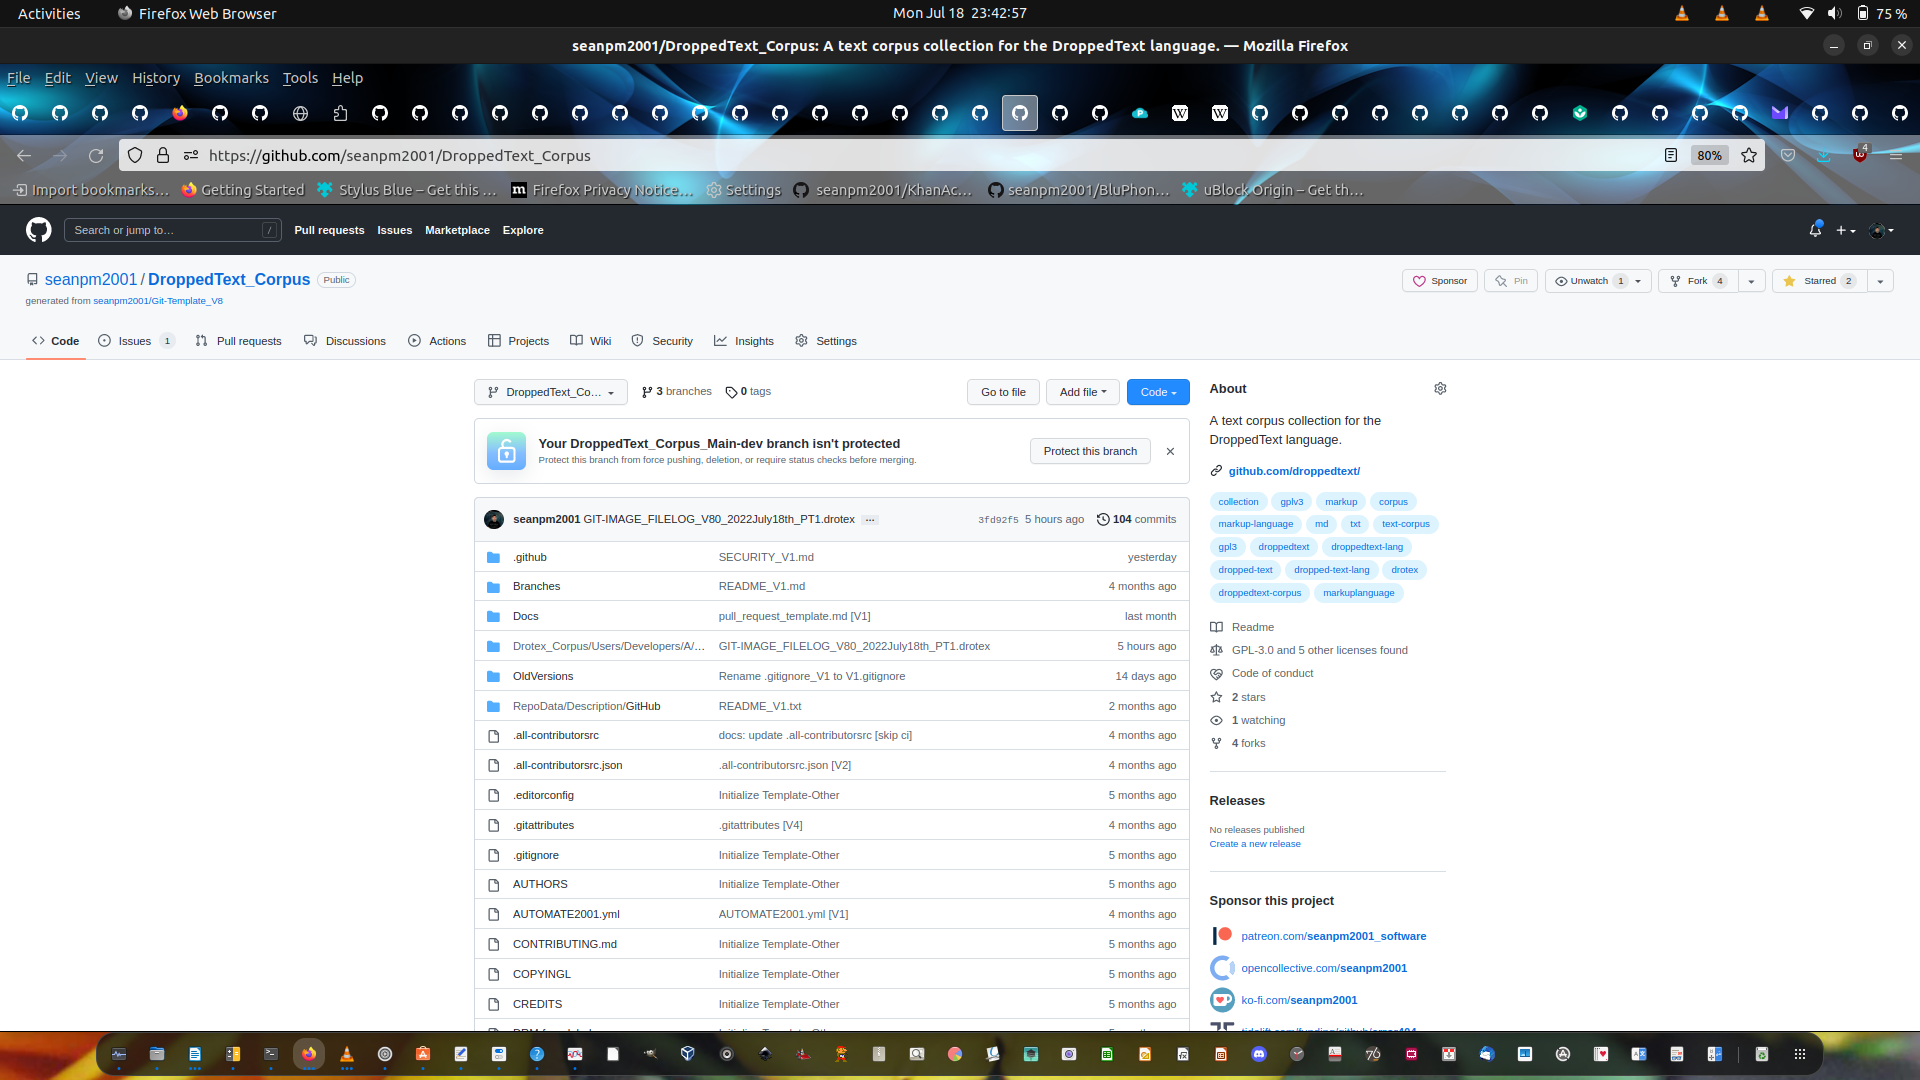 Activities
Firefox Web Browser
Mon Jul 18 23:42:57
75 %
seanpm2001/DroppedText_Corpus: A text corpus collection for the DroppedText language. — Mozilla Firefox
File Edit View History Bookmarks Tools Help
https://github.com/seanpm2001/DroppedText_Corpus
80%
4
Import bookmarks… Getting Started Stylus Blue – Get this … Firefox Privacy Notice… Settings seanpm2001/KhanAc… seanpm2001/BluPhon… uBlock Origin – Get th…
Search or jump to… /
Pull requests Issues Marketplace Explore
seanpm2001 / DroppedText_Corpus Public
generated from seanpm2001/Git-Template_V8
Sponsor Pin Unwatch 1 Fork 4 Starred 2
Code Issues 1 Pull requests Discussions Actions Projects Wiki Security Insights Settings
DroppedText_Co… 3 branches 0 tags
Go to file Add file Code
Your DroppedText_Corpus_Main-dev branch isn't protected
Protect this branch from force pushing, deletion, or require status checks before merging.
Protect this branch
seanpm2001 GIT-IMAGE_FILELOG_V80_2022July18th_PT1.drotex … 3fd92f5 5 hours ago 104 commits
.github SECURITY_V1.md yesterday
Branches README_V1.md 4 months ago
Docs pull_request_template.md [V1] last month
Drotex_Corpus/Users/Developers/A/… GIT-IMAGE_FILELOG_V80_2022July18th_PT1.drotex 5 hours ago
OldVersions Rename .gitignore_V1 to V1.gitignore 14 days ago
RepoData/Description/GitHub README_V1.txt 2 months ago
.all-contributorsrc docs: update .all-contributorsrc [skip ci] 4 months ago
.all-contributorsrc.json .all-contributorsrc.json [V2] 4 months ago
.editorconfig Initialize Template-Other 5 months ago
.gitattributes .gitattributes [V4] 4 months ago
.gitignore Initialize Template-Other 5 months ago
AUTHORS Initialize Template-Other 5 months ago
AUTOMATE2001.yml AUTOMATE2001.yml [V1] 4 months ago
CONTRIBUTING.md Initialize Template-Other 5 months ago
COPYINGL Initialize Template-Other 5 months ago
CREDITS Initialize Template-Other 5 months ago
About
A text corpus collection for the
DroppedText language.
github.com/droppedtext/
collection gplv3 markup corpus
markup-language md txt text-corpus
gpl3 droppedtext droppedtext-lang
dropped-text dropped-text-lang drotex
droppedtext-corpus markuplanguage
Readme
GPL-3.0 and 5 other licenses found
Code of conduct
2 stars
1 watching
4 forks
Releases
No releases published
Create a new release
Sponsor this project
patreon.com/seanpm2001_software
opencollective.com/seanpm2001
ko-fi.com/seanpm2001